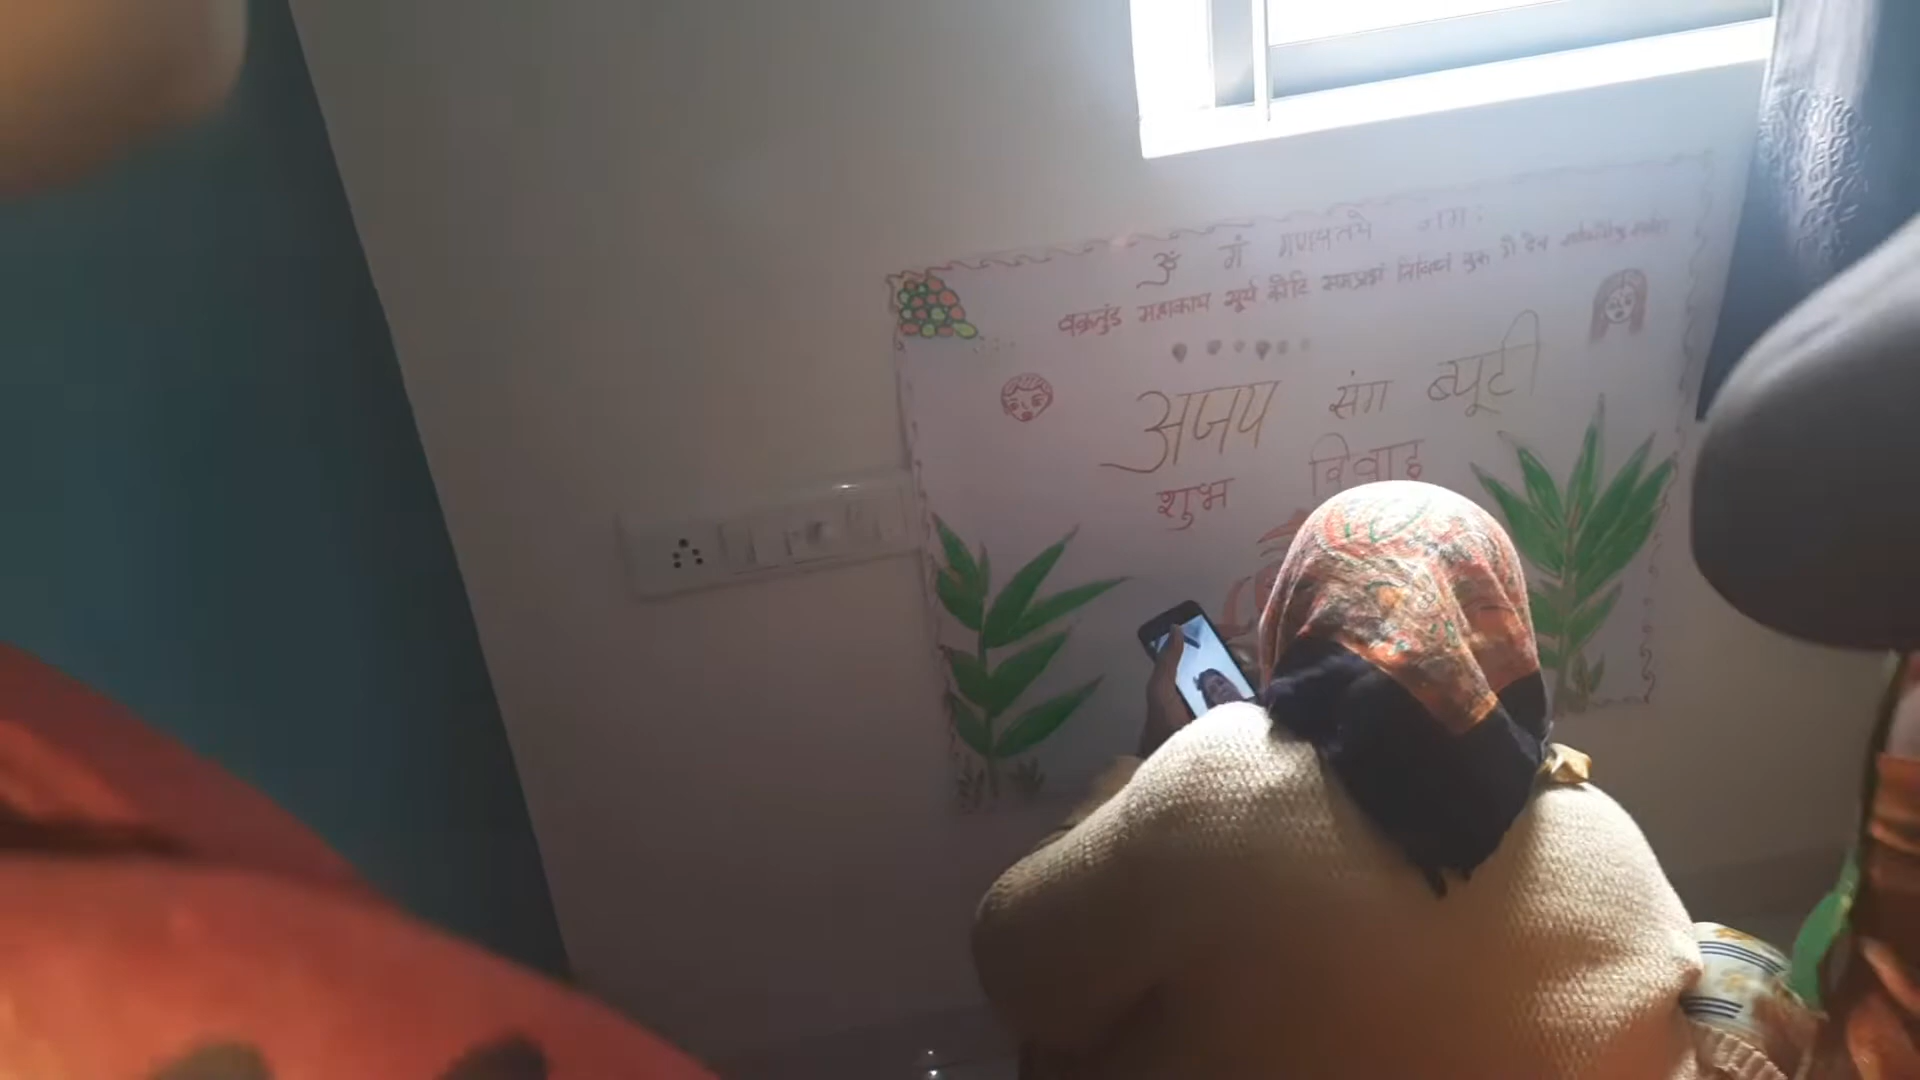 ॐ गं गणपतये नमः
वक्रतुंड महाकाय सूर्य कोटि समप्रभां निर्विघ्नं कुरू मे देव
अजय संग ब्यूटी
शुभ विवाह